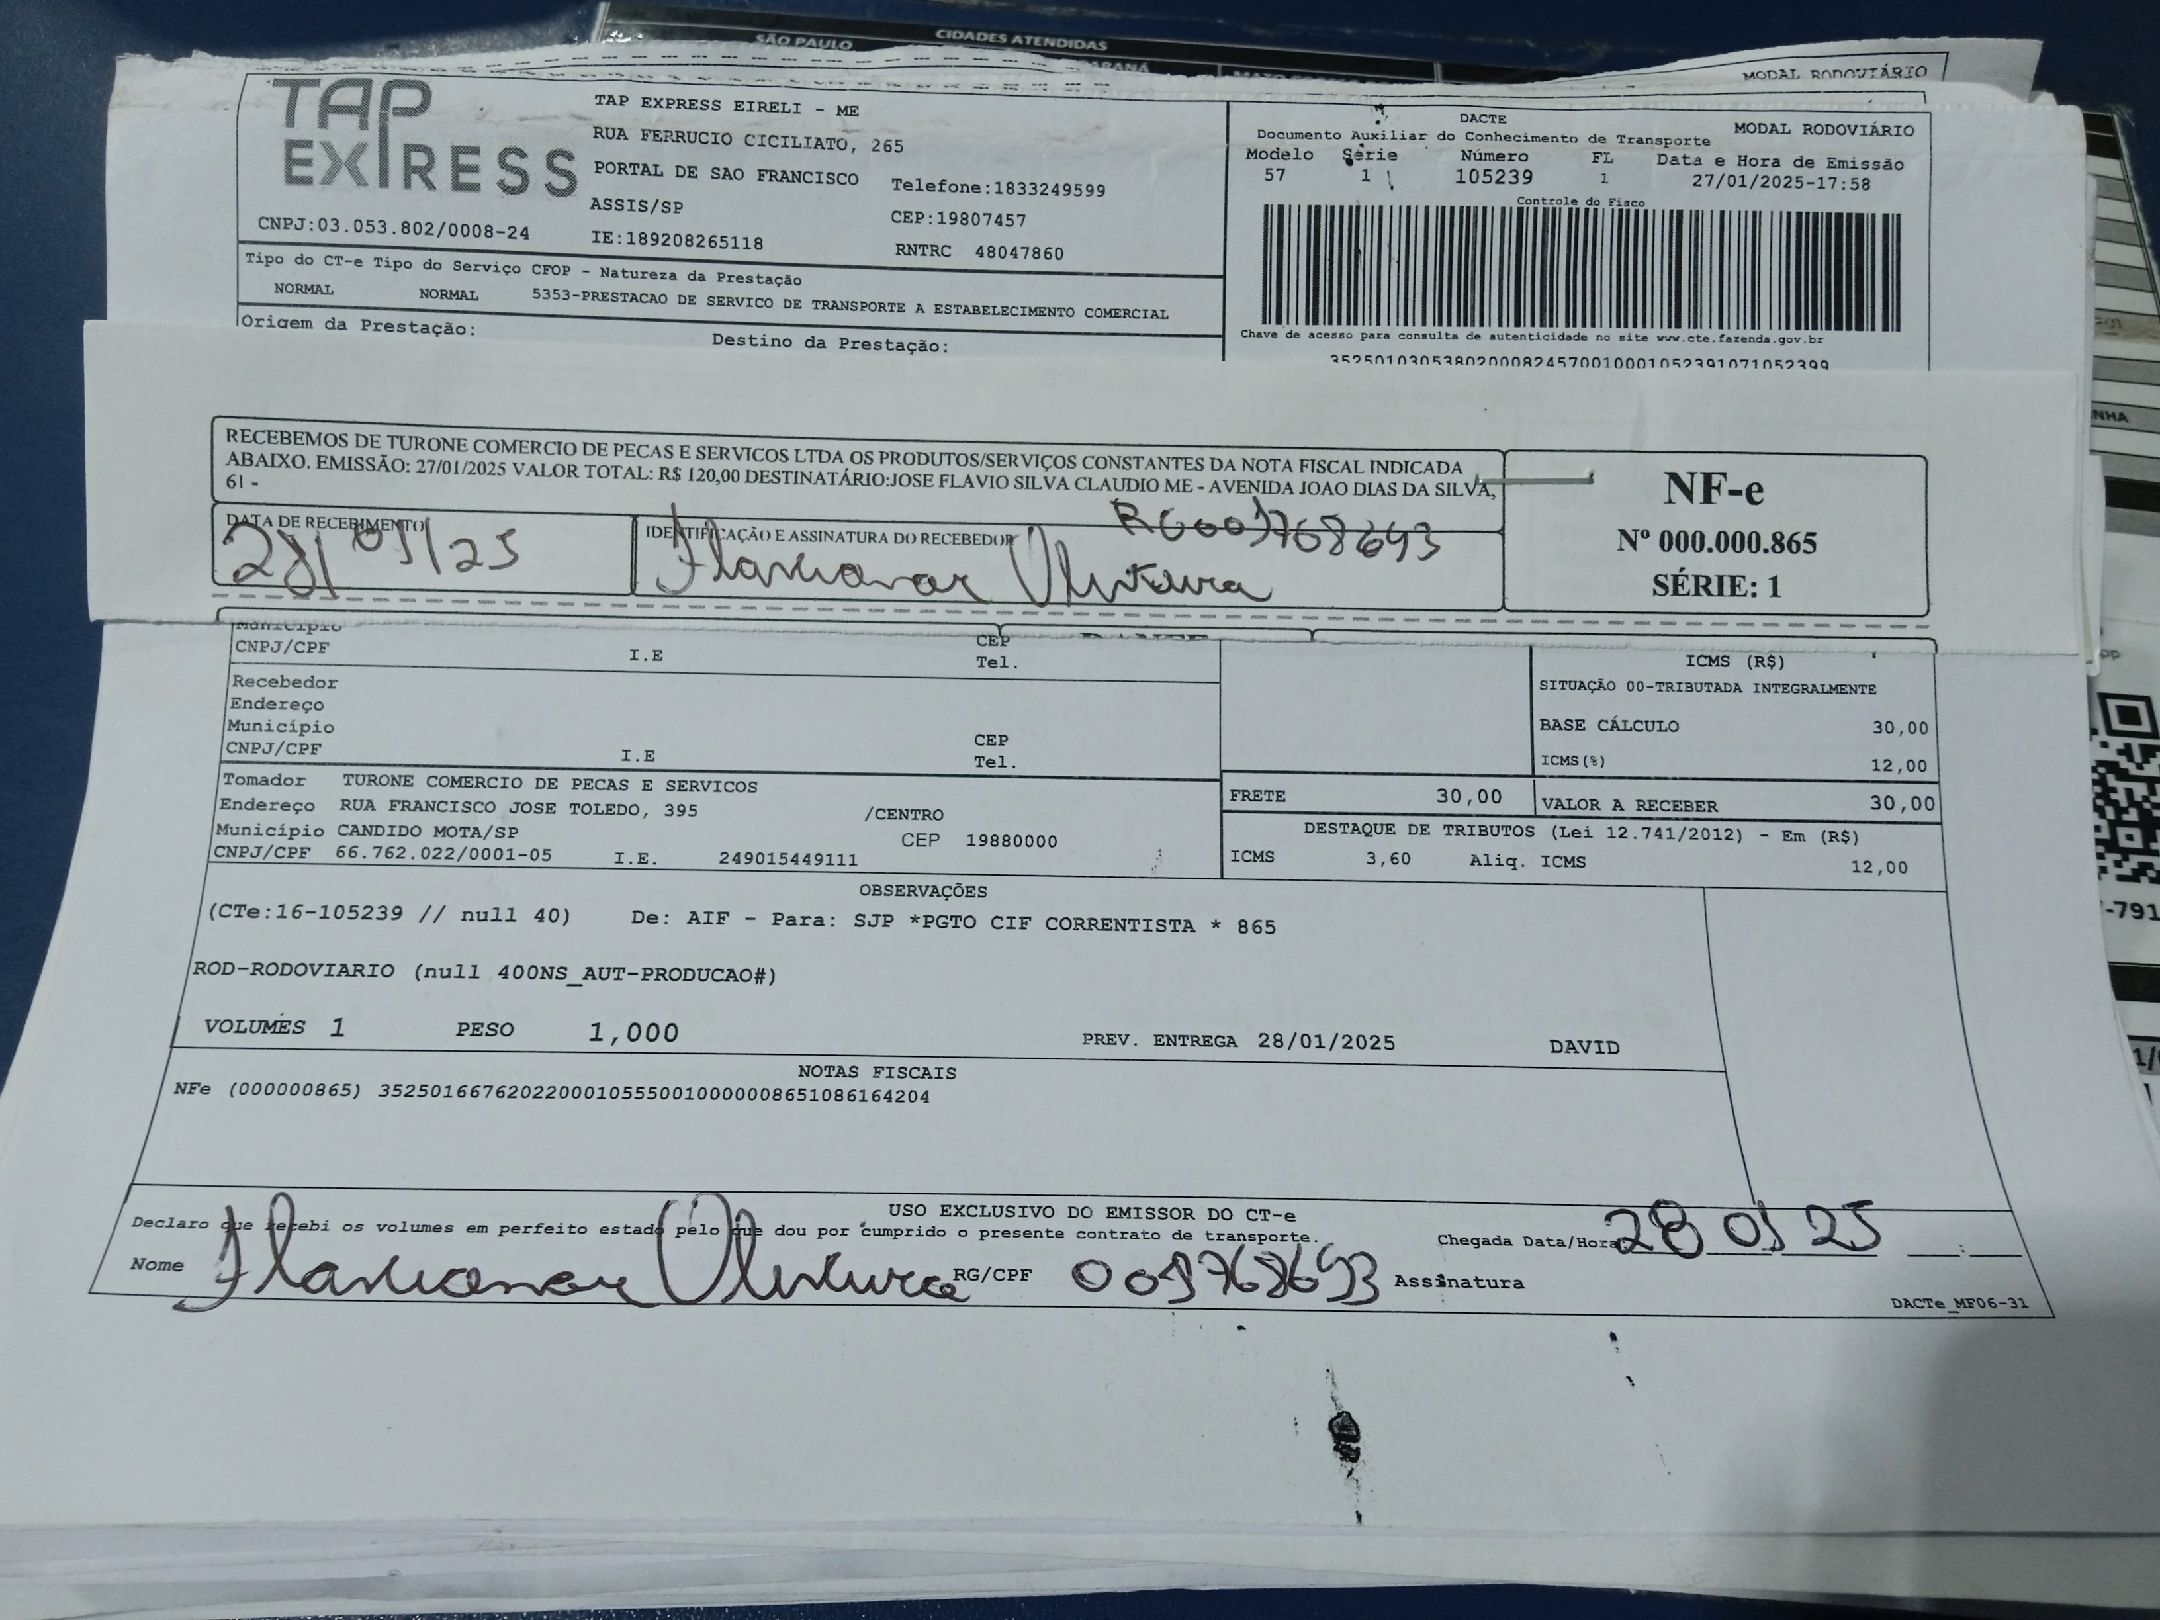 SÃO PAULO
CIDADES ATENDIDAS
PARANÁ
MODAL RODOVIÁRIO
TAP EXPRESS
TAP EXPRESS EIRELI - ME
RUA FERRUCIO CICILIATO, 265
PORTAL DE SAO FRANCISCO Telefone:1833249599
ASSIS/SP CEP:19807457
CNPJ:03.053.802/0008-24 IE:189208265118 RNTRC 48047860
DACTE
Documento Auxiliar do Conhecimento de Transporte MODAL RODOVIÁRIO
Modelo Série Número FL Data e Hora de Emissão
57 1 105239 1 27/01/2025-17:58
Controle do Fisco
Tipo do CT-e Tipo do Serviço CFOP - Natureza da Prestação
NORMAL NORMAL 5353-PRESTACAO DE SERVICO DE TRANSPORTE A ESTABELECIMENTO COMERCIAL
Origem da Prestação: Destino da Prestação:
Chave de acesso para consulta de autenticidade no site www.cte.fazenda.gov.br
35250103053802000824570010001052391071052399
RECEBEMOS DE TURONE COMERCIO DE PECAS E SERVICOS LTDA OS PRODUTOS/SERVIÇOS CONSTANTES DA NOTA FISCAL INDICADA
ABAIXO. EMISSÃO: 27/01/2025 VALOR TOTAL: R$ 120,00 DESTINATÁRIO:JOSE FLAVIO SILVA CLAUDIO ME - AVENIDA JOAO DIAS DA SILVA,
61 -
DATA DE RECEBIMENTO
28/01/25
IDENTIFICAÇÃO E ASSINATURA DO RECEBEDOR
RG001768693
Oliveira
NF-e
Nº 000.000.865
SÉRIE: 1
Município CEP
CNPJ/CPF I.E Tel.
Recebedor
Endereço
Município CEP
CNPJ/CPF I.E Tel.
ICMS (R$)
SITUAÇÃO 00-TRIBUTADA INTEGRALMENTE
BASE CÁLCULO 30,00
ICMS(%) 12,00
Tomador TURONE COMERCIO DE PECAS E SERVICOS
Endereço RUA FRANCISCO JOSE TOLEDO, 395 /CENTRO
Município CANDIDO MOTA/SP CEP 19880000
CNPJ/CPF 66.762.022/0001-05 I.E. 249015449111
FRETE 30,00 VALOR A RECEBER 30,00
DESTAQUE DE TRIBUTOS (Lei 12.741/2012) - Em (R$)
ICMS 3,60 Aliq. ICMS 12,00
OBSERVAÇÕES
(CTe:16-105239 // null 40) De: AIF - Para: SJP *PGTO CIF CORRENTISTA * 865
ROD-RODOVIARIO (null 400NS_AUT-PRODUCAO#)
VOLUMES 1 PESO 1,000 PREV. ENTREGA 28/01/2025 DAVID
NOTAS FISCAIS
NFe (000000865) 35250166762022000105550010000008651086164204
USO EXCLUSIVO DO EMISSOR DO CT-e
Declaro que recebi os volumes em perfeito estado pelo que dou por cumprido o presente contrato de transporte.
Chegada Data/Hora: 28 01 25 __:__
Nome Oliveira RG/CPF 001768693 Assinatura
DACTe_MF06-31
NHA
-791